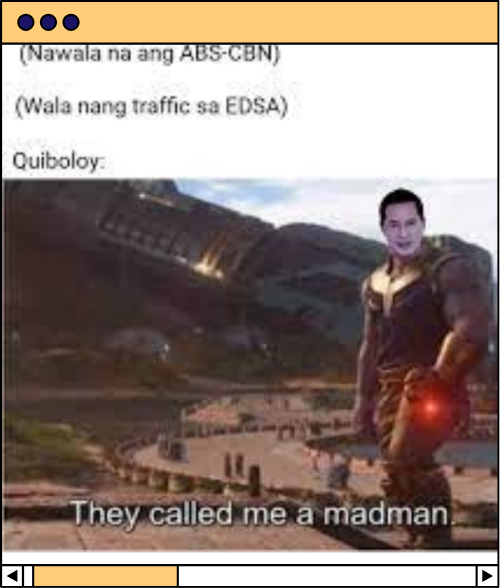 (Nawala na ang ABS-CBN)
(Wala nang traffic sa EDSA)
Quiboloy:
They called me a madman.